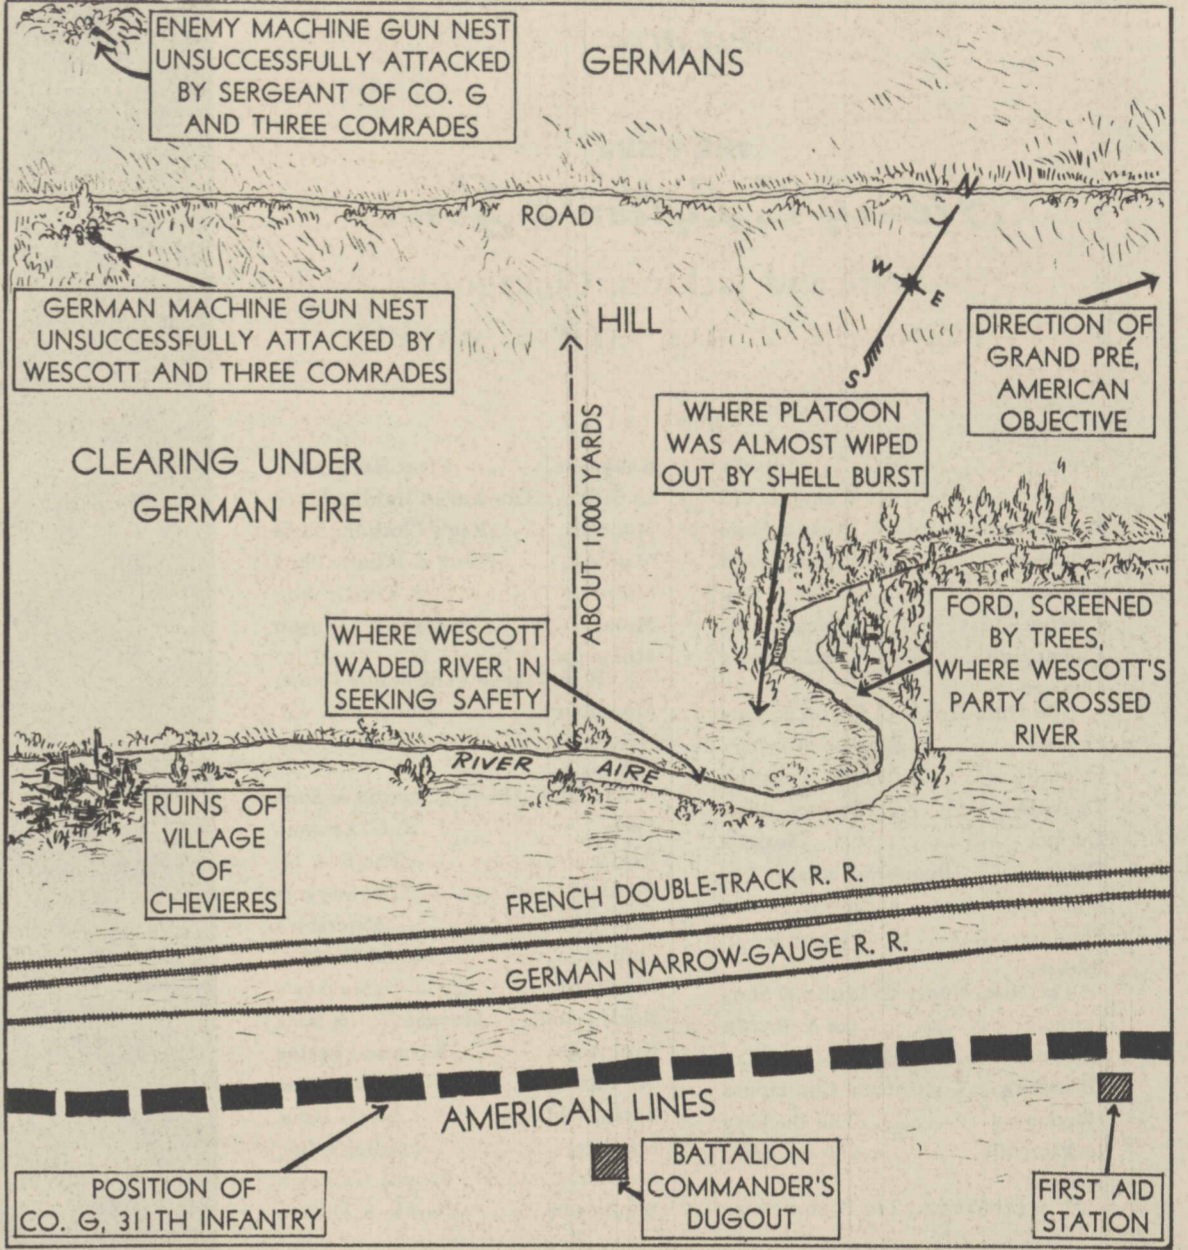 ENEMY MACHINE GUN NEST
UNSUCCESSFULLY ATTACKED
BY SERGEANT OF CO. G
AND THREE COMRADES
GERMANS
ROAD
N
W
E
S
GERMAN MACHINE GUN NEST
UNSUCCESSFULLY ATTACKED BY
WESCOTT AND THREE COMRADES
HILL
DIRECTION OF
GRAND PRÉ,
AMERICAN
OBJECTIVE
WHERE PLATOON
WAS ALMOST WIPED
OUT BY SHELL BURST
CLEARING UNDER
GERMAN FIRE
ABOUT 1,000 YARDS
FORD, SCREENED
BY TREES,
WHERE WESCOTT'S
PARTY CROSSED
RIVER
WHERE WESCOTT
WADED RIVER IN
SEEKING SAFETY
RIVER AIRE
RUINS OF
VILLAGE
OF
CHEVIERES
FRENCH DOUBLE-TRACK R. R.
GERMAN NARROW-GAUGE R. R.
AMERICAN LINES
POSITION OF
CO. G, 311TH INFANTRY
BATTALION
COMMANDER'S
DUGOUT
FIRST AID
STATION